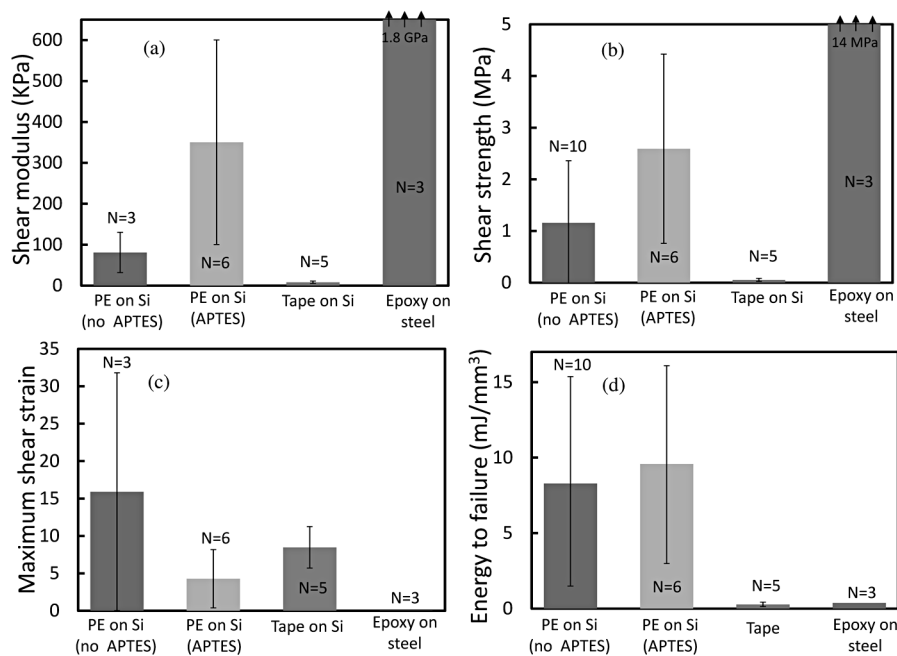 Shear modulus (KPa)
600
500
400
300
200
100
0
(a)
1.8 GPa
N=3
N=6
N=5
N=3
PE on Si
(no APTES)
PE on Si
(APTES)
Tape on Si
Epoxy on
steel
Shear strength (MPa)
5
4
3
2
1
0
(b)
14 MPa
N=10
N=6
N=5
N=3
PE on Si
(no APTES)
PE on Si
(APTES)
Tape on Si
Epoxy on
steel
Maximum shear strain
35
30
25
20
15
10
5
0
(c)
N=3
N=6
N=5
N=3
PE on Si
(no APTES)
PE on Si
(APTES)
Tape on Si
Epoxy on
steel
Energy to failure (mJ/mm³)
15
10
5
0
(d)
N=10
N=6
N=5
N=3
PE on Si
(no APTES)
PE on Si
(APTES)
Tape
Epoxy on
steel